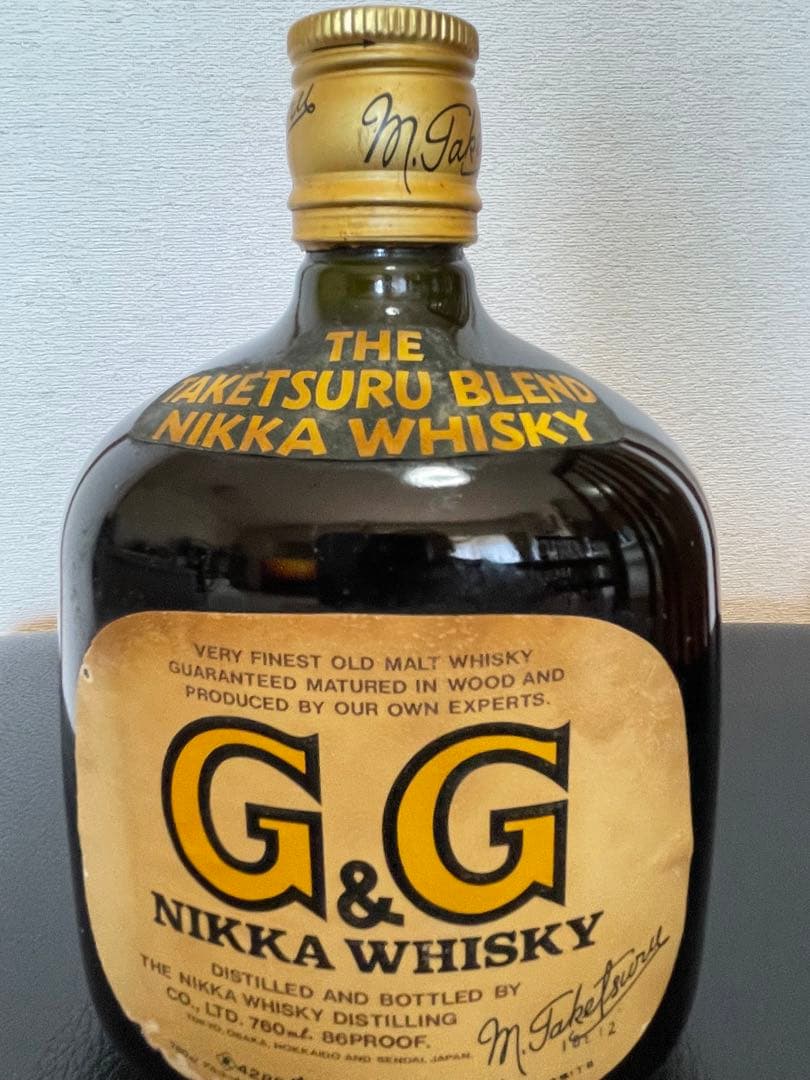 M. Tak
THE
TAKETSURU BLEND
NIKKA WHISKY
VERY FINEST OLD MALT WHISKY
GUARANTEED MATURED IN WOOD AND
PRODUCED BY OUR OWN EXPERTS.
G&G
NIKKA WHISKY
DISTILLED AND BOTTLED BY
THE NIKKA WHISKY DISTILLING
CO., LTD. 760ml. 86PROOF.
TOKYO, OSAKA, HOKKAIDO AND SENDAI, JAPAN.
M. Taketsuru